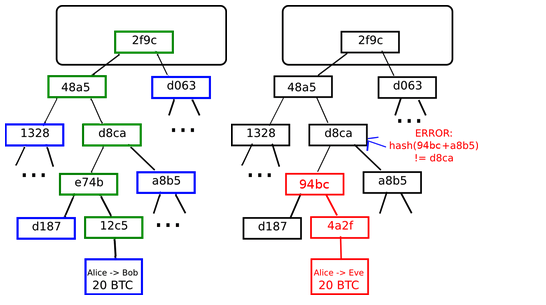 2f9c
48a5
d063
1328
d8ca
e74b
a8b5
d187
12c5
Alice -> Bob
20 BTC
2f9c
48a5
d063
1328
d8ca
ERROR:
hash(94bc+a8b5)
!= d8ca
94bc
a8b5
d187
4a2f
Alice -> Eve
20 BTC